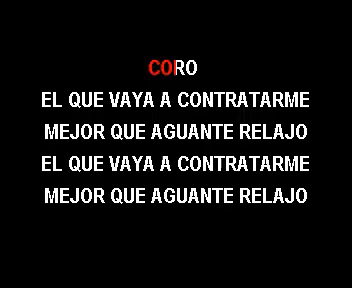 CORO
EL QUE VAYA A CONTRATARME
MEJOR QUE AGUANTE RELAJO
EL QUE VAYA A CONTRATARME
MEJOR QUE AGUANTE RELAJO